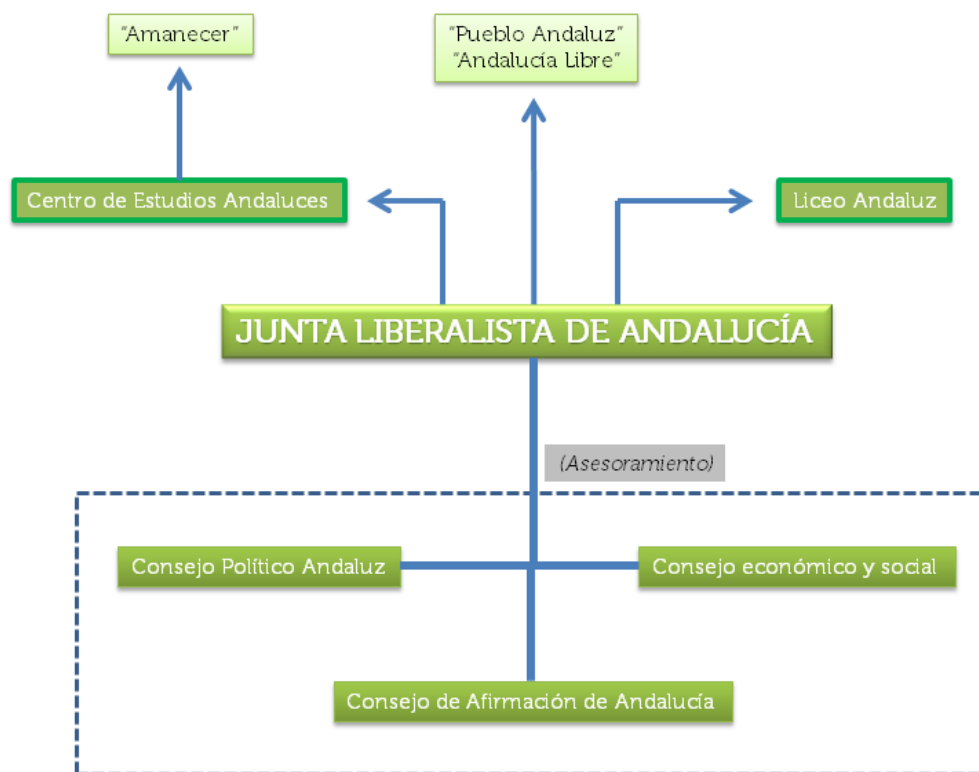 "Amanecer"
"Pueblo Andaluz"
"Andalucía Libre"
Centro de Estudios Andaluces
Liceo Andaluz
JUNTA LIBERALISTA DE ANDALUCÍA
(Asesoramiento)
Consejo Político Andaluz
Consejo económico y social
Consejo de Afirmación de Andalucía